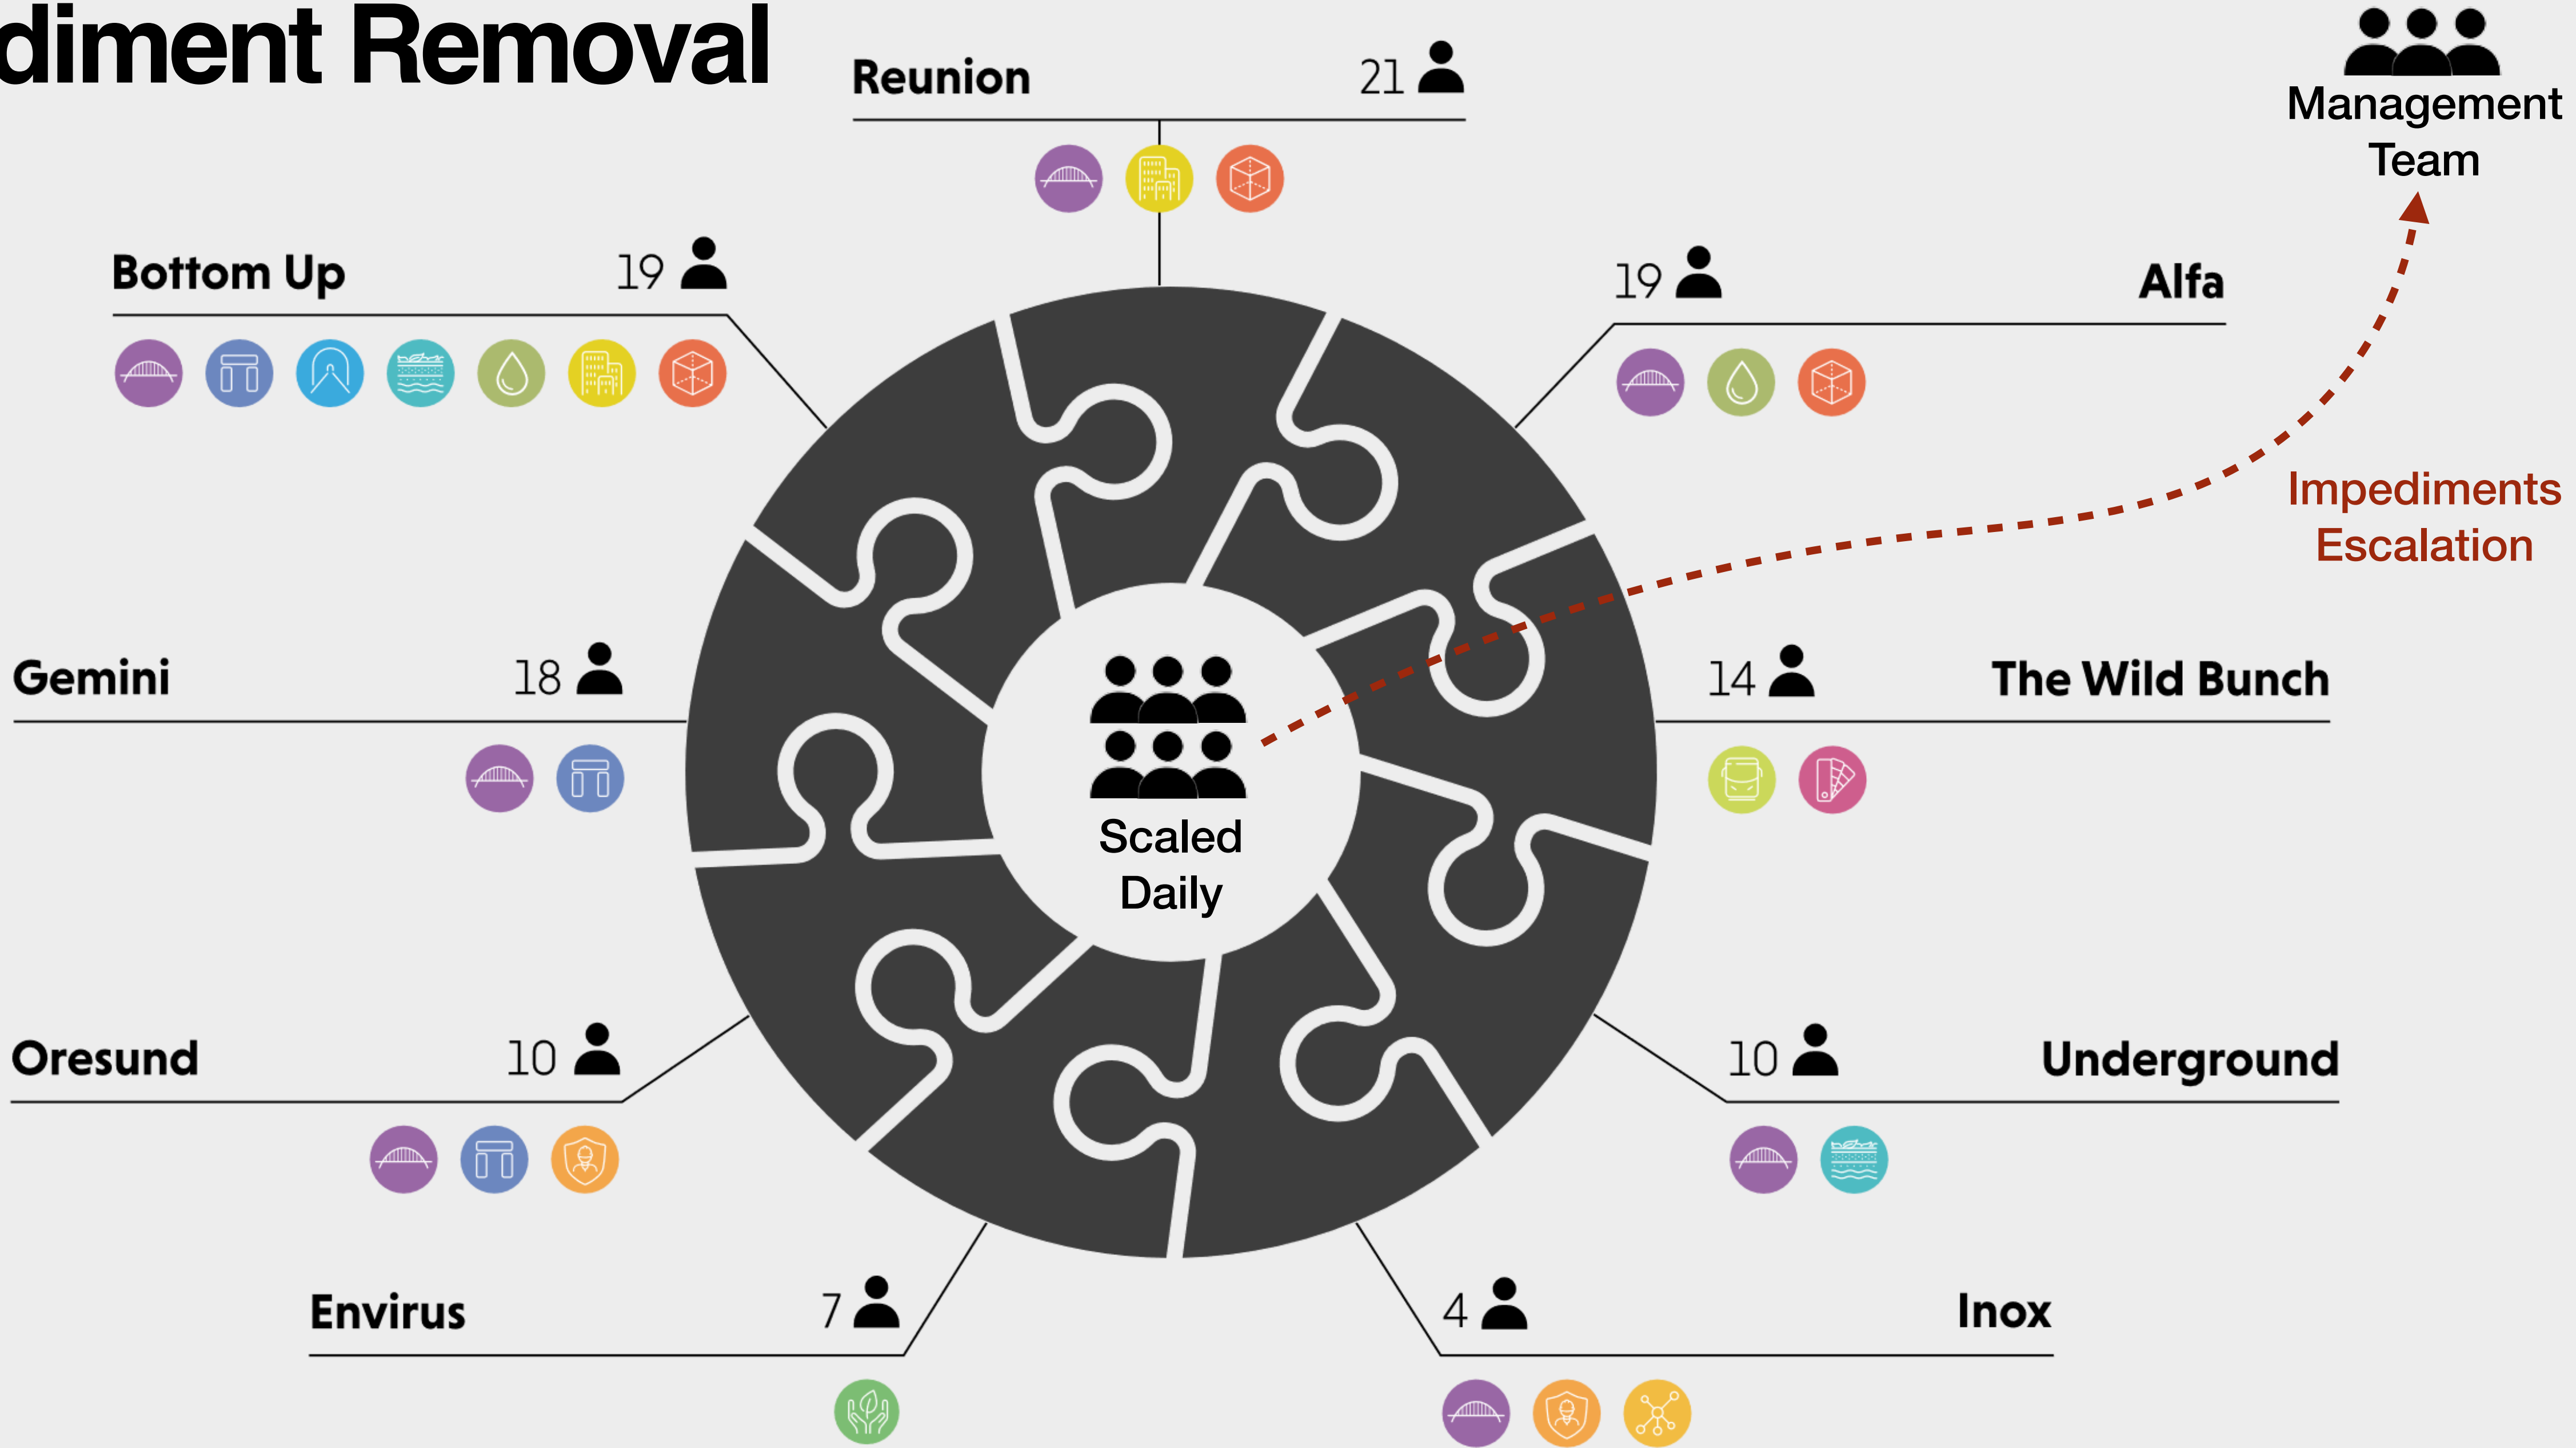 diment Removal
Reunion 21
Management
Team
Bottom Up 19
19 Alfa
Impediments
Escalation
Gemini 18
14 The Wild Bunch
Scaled
Daily
Oresund 10
10 Underground
Envirus 7
4 Inox